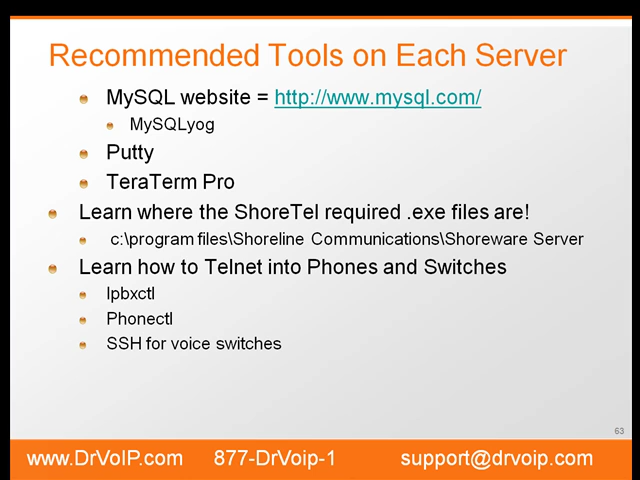 Recommended Tools on Each Server
MySQL website = http://www.mysql.com/
MySQLyog
Putty
TeraTerm Pro
Learn where the ShoreTel required .exe files are!
c:\program files\Shoreline Communications\Shoreware Server
Learn how to Telnet into Phones and Switches
Ipbxctl
Phonectl
SSH for voice switches
63
www.DrVoIP.com 877-DrVoip-1 support@drvoip.com